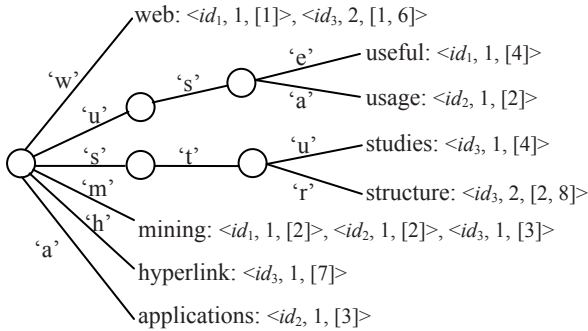 web: <id₁, 1, [1]>, <id₃, 2, [1, 6]>
‘w’
‘e’
useful: <id₁, 1, [4]>
‘s’
‘u’
‘a’
usage: <id₂, 1, [2]>
‘u’
studies: <id₃, 1, [4]>
‘s’
‘t’
‘r’
structure: <id₃, 2, [2, 8]>
‘m’
mining: <id₁, 1, [2]>, <id₂, 1, [2]>, <id₃, 1, [3]>
‘h’
‘a’
hyperlink: <id₃, 1, [7]>
applications: <id₂, 1, [3]>